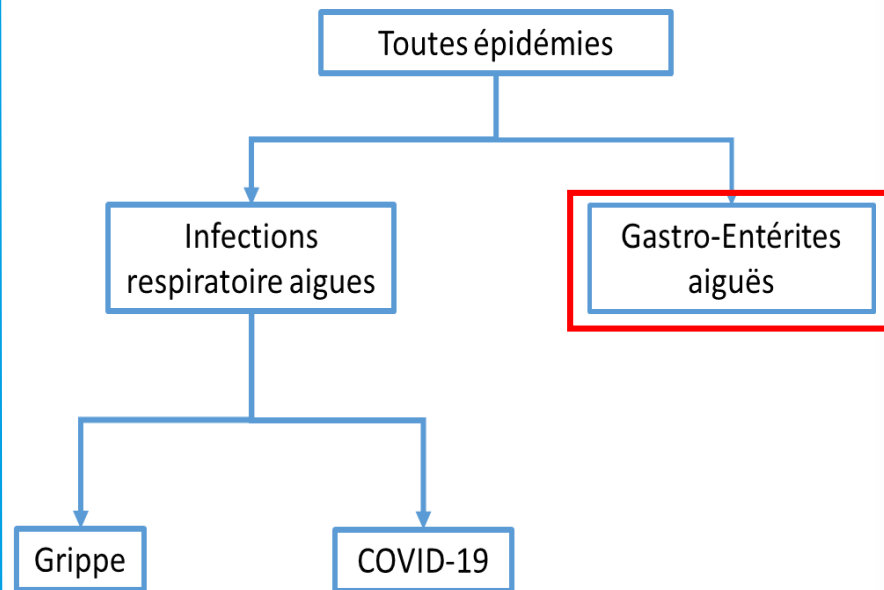 Toutes épidémies
Infections
respiratoire aigues
Gastro-Entérites
aiguës
Grippe
COVID-19